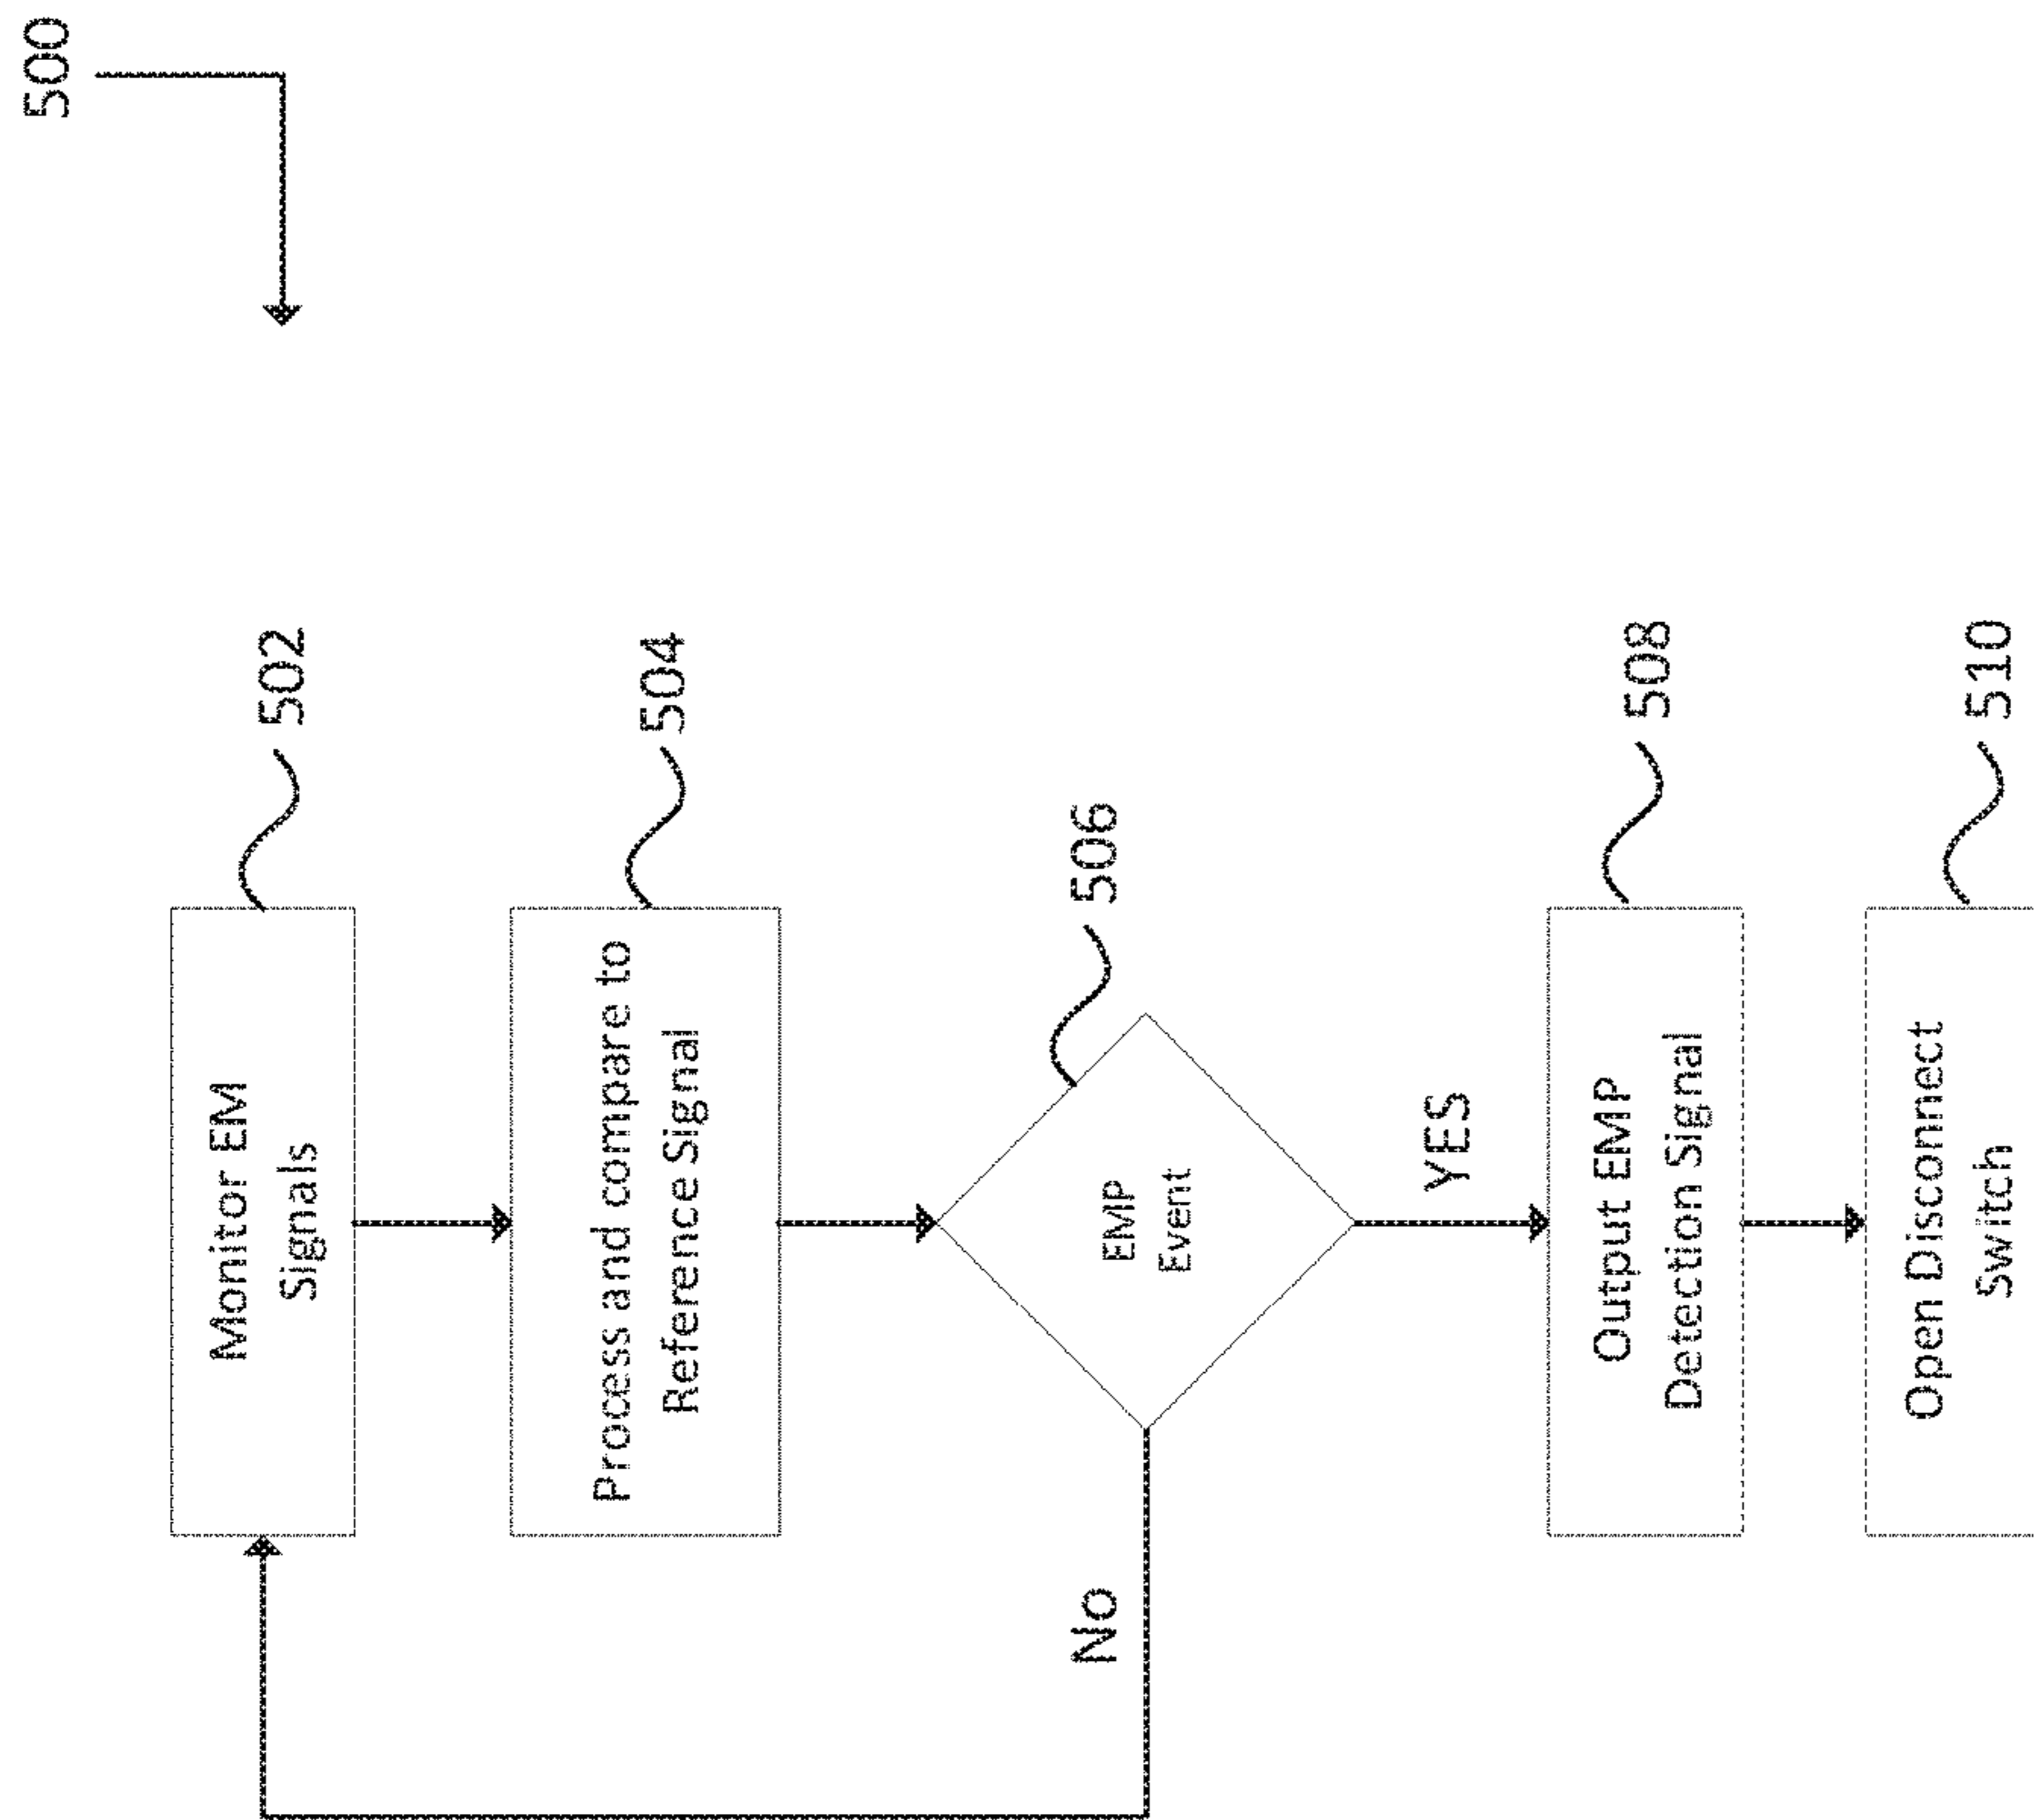 500
Monitor EM
Signals
502
Process and compare to
Reference Signal
504
EMP
Event
506
No
YES
Output EMP
Detection Signal
508
Open Disconnect
Switch
510